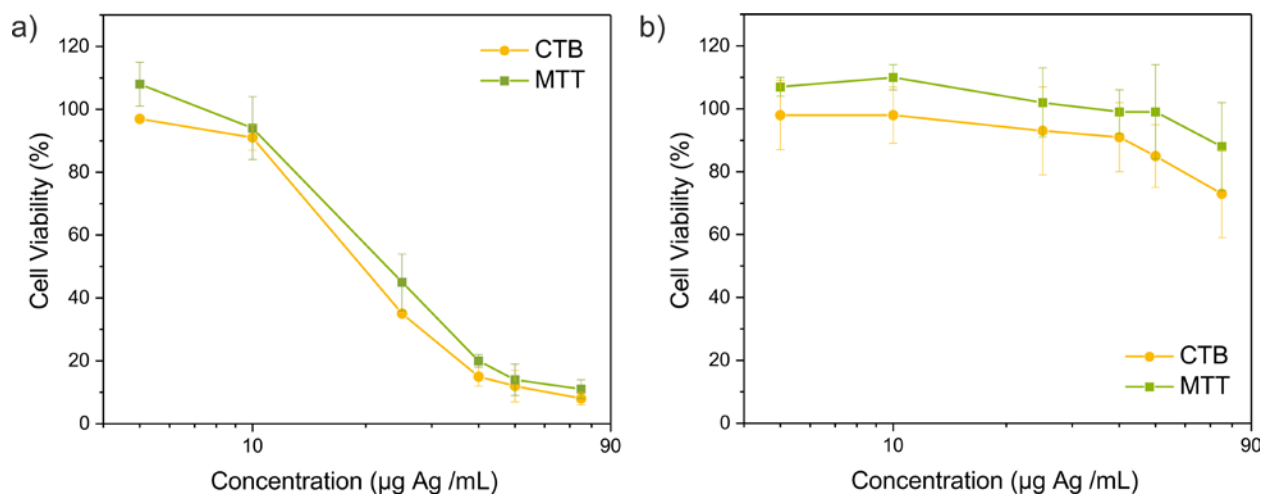 a)
120
100
80
60
40
20
0
Cell Viability (%)
CTB
MTT
10
90
Concentration (µg Ag /mL)
b)
120
100
80
60
40
20
0
Cell Viability (%)
CTB
MTT
10
90
Concentration (µg Ag /mL)